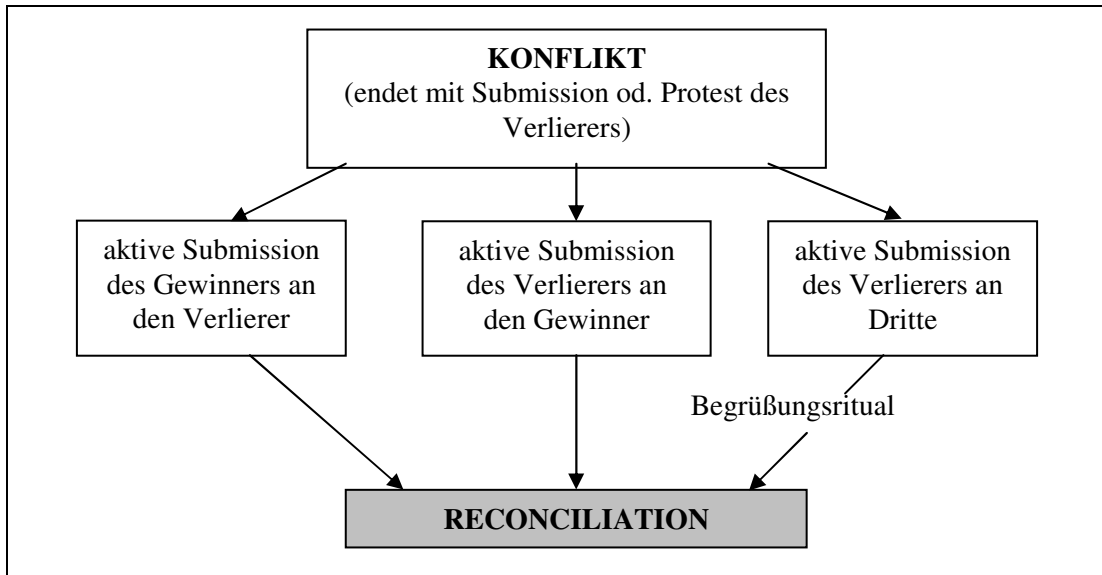 KONFLIKT
(endet mit Submission od. Protest des
Verlierers)
aktive Submission
des Gewinners an
den Verlierer
aktive Submission
des Verlierers an
den Gewinner
aktive Submission
des Verlierers an
Dritte
Begrüßungsritual
RECONCILIATION